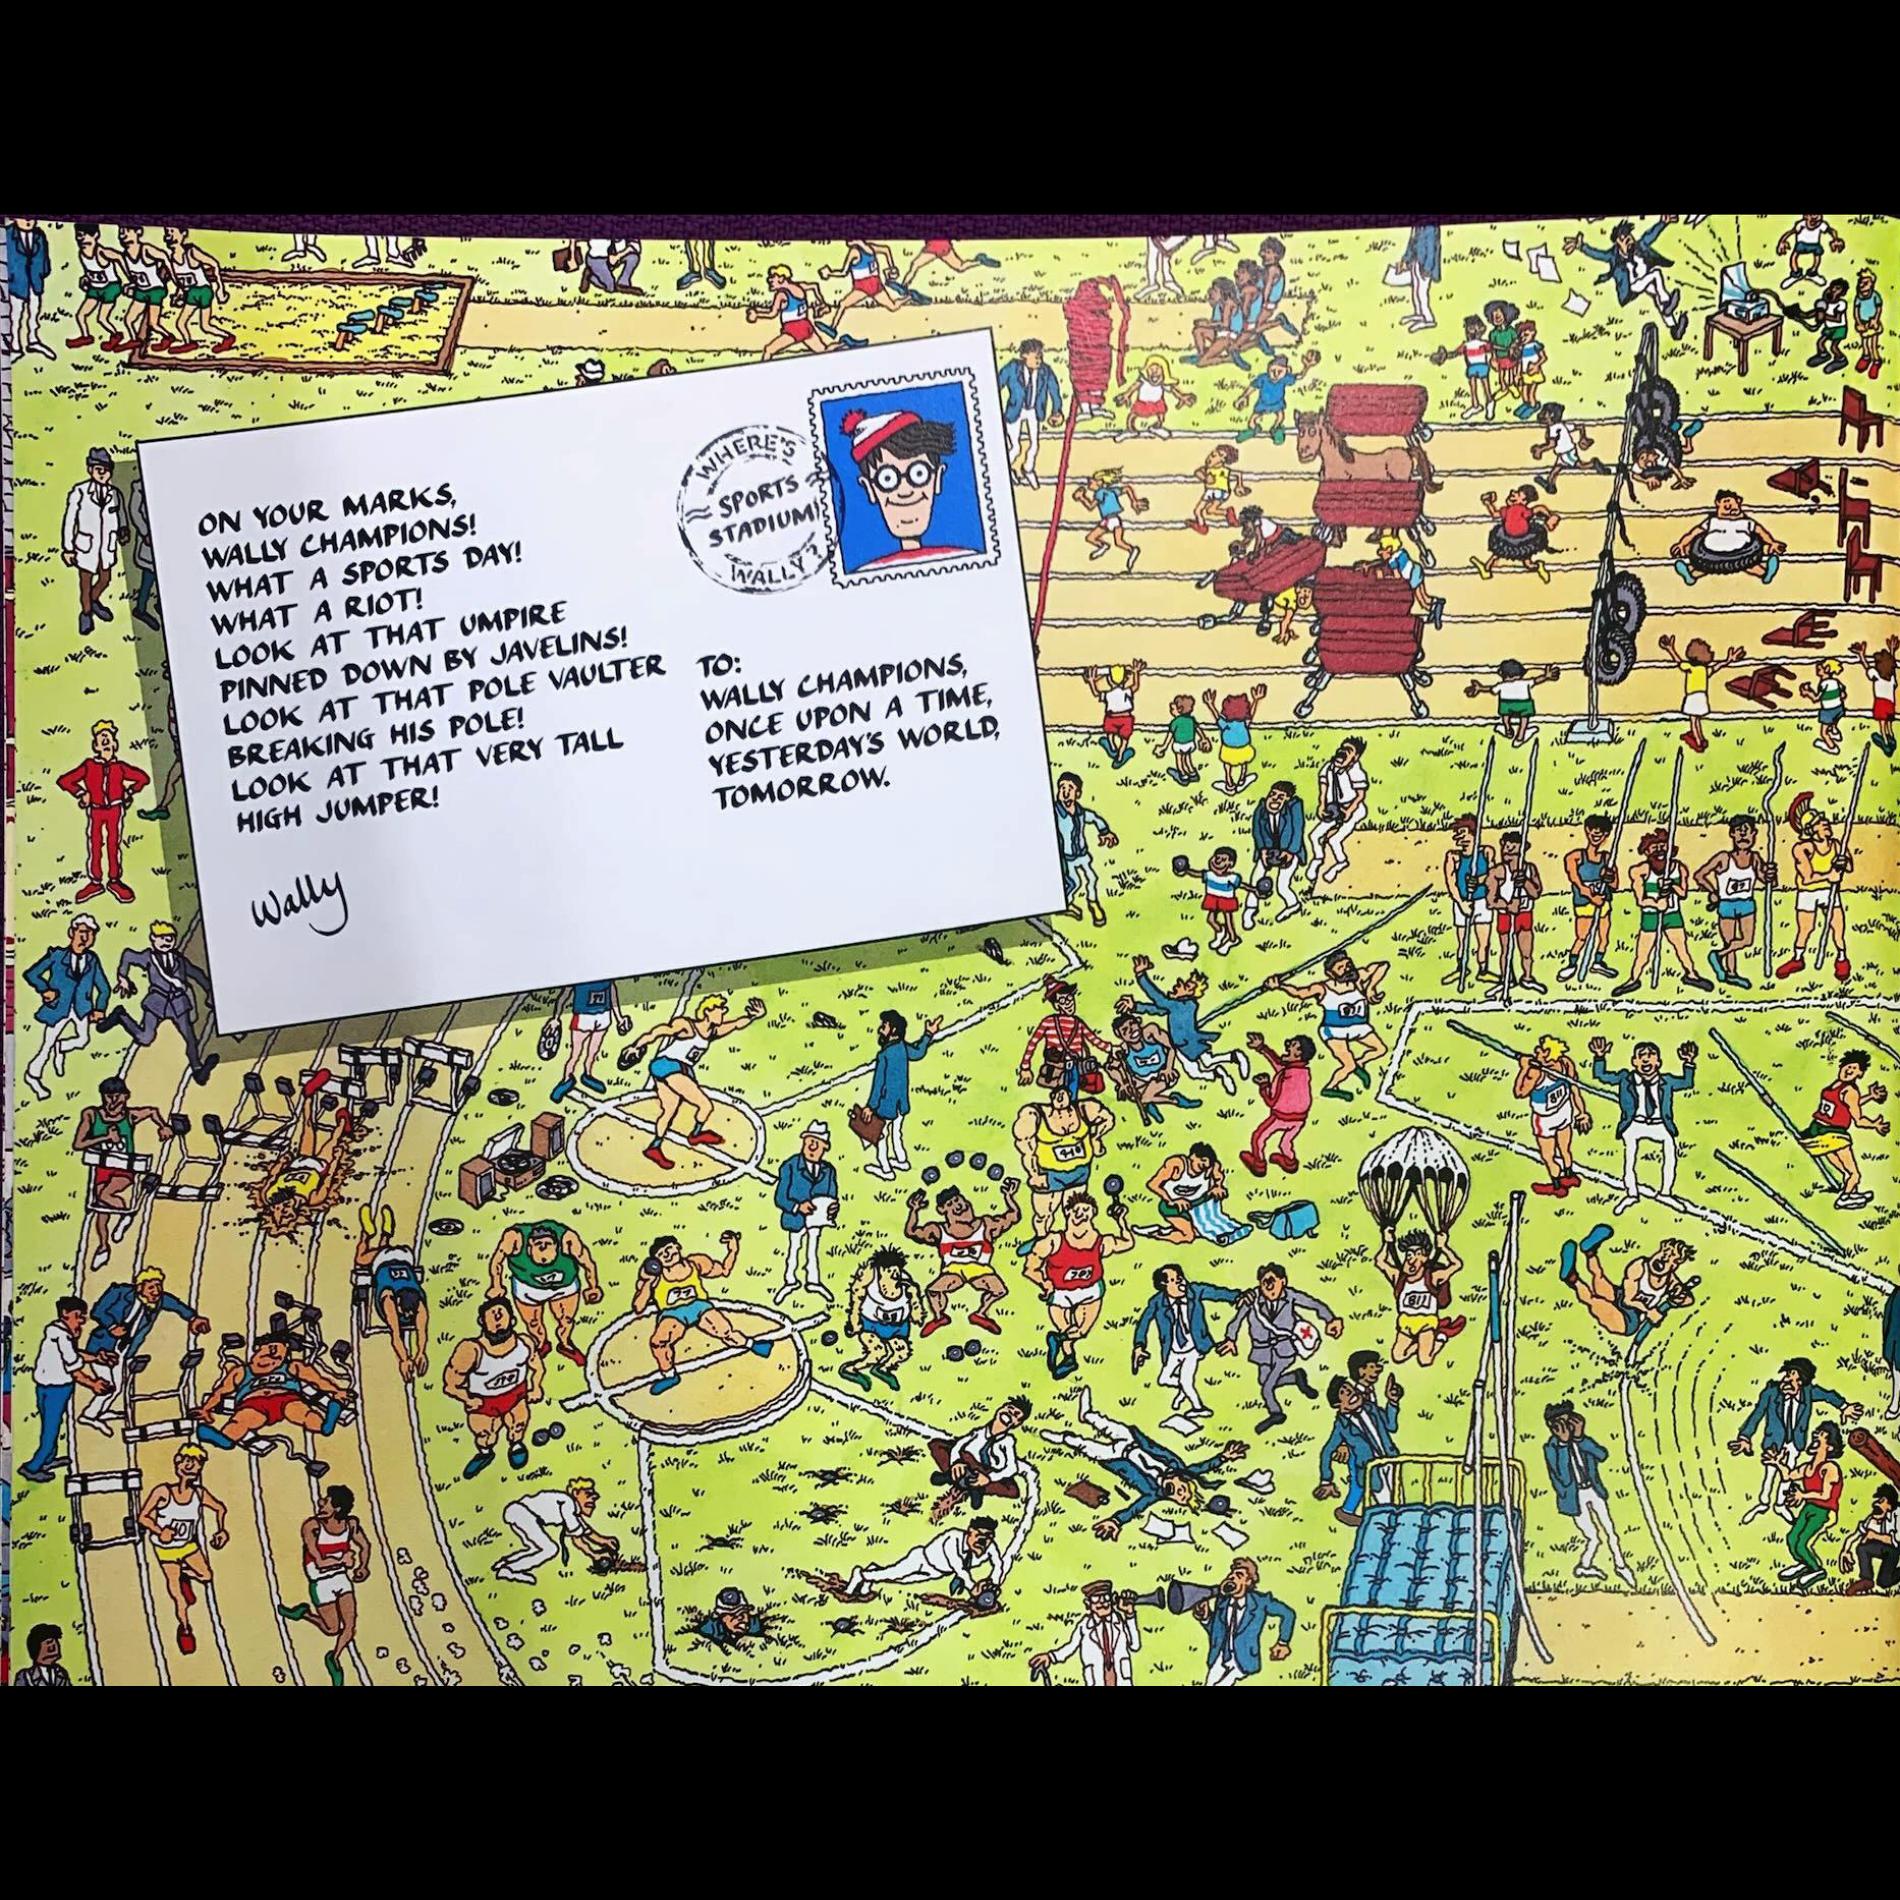 ON YOUR MARKS,
WALLY CHAMPIONS!
WHAT A SPORTS DAY!
WHAT A RIOT!
LOOK AT THAT UMPIRE
PINNED DOWN BY JAVELINS!
LOOK AT THAT POLE VAULTER
BREAKING HIS POLE!
LOOK AT THAT VERY TALL
HIGH JUMPER!
Wally
WHERE'S
SPORTS
STADIUM!
WALLY?
TO:
WALLY CHAMPIONS,
ONCE UPON A TIME,
YESTERDAY'S WORLD,
TOMORROW.